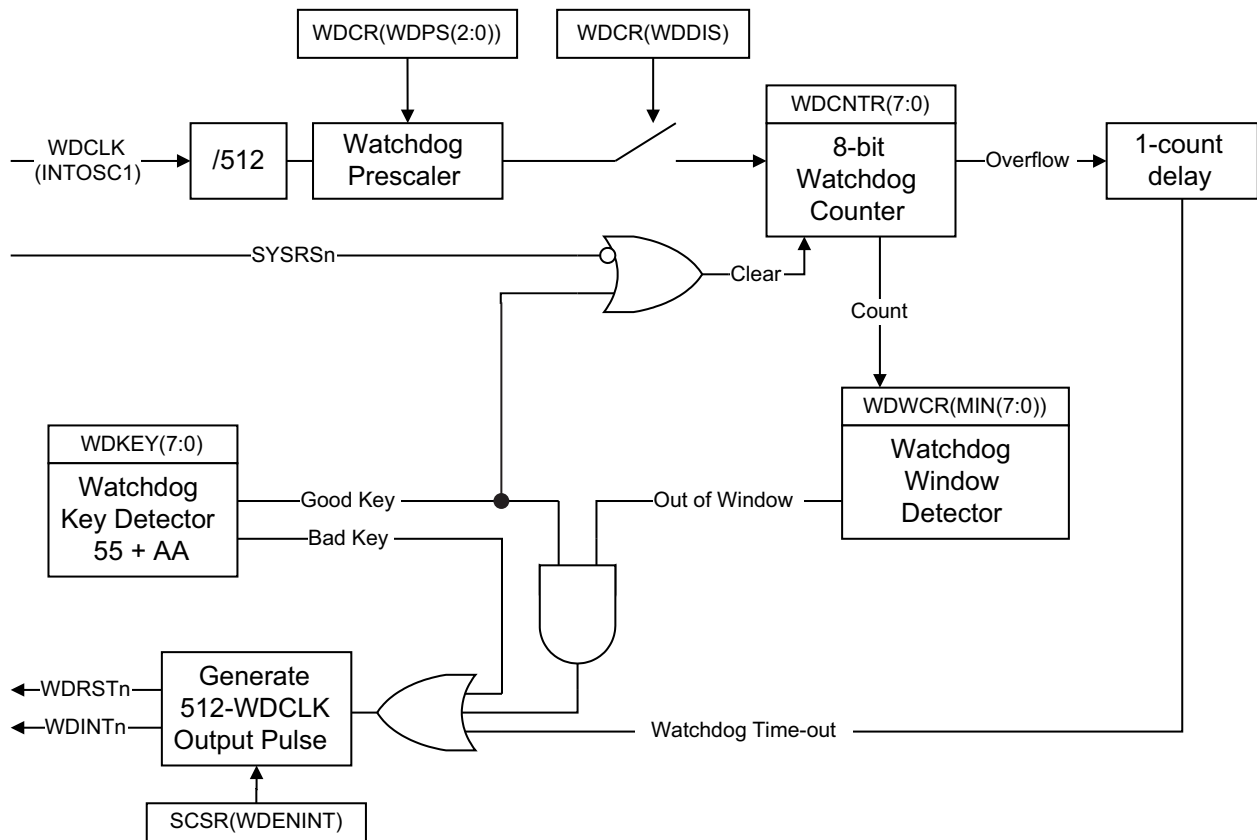 WDCR(WDPS(2:0))
WDCR(WDDIS)
WDCNTR(7:0)
WDCLK
(INTOSC1)
/512
Watchdog
Prescaler
8-bit
Watchdog
Counter
Overflow
1-count
delay
SYSRSn
Clear
Count
WDWCR(MIN(7:0))
Watchdog
Window
Detector
WDKEY(7:0)
Watchdog
Key Detector
55 + AA
Good Key
Bad Key
Out of Window
Generate
512-WDCLK
Output Pulse
WDRSTn
WDINTn
Watchdog Time-out
SCSR(WDENINT)